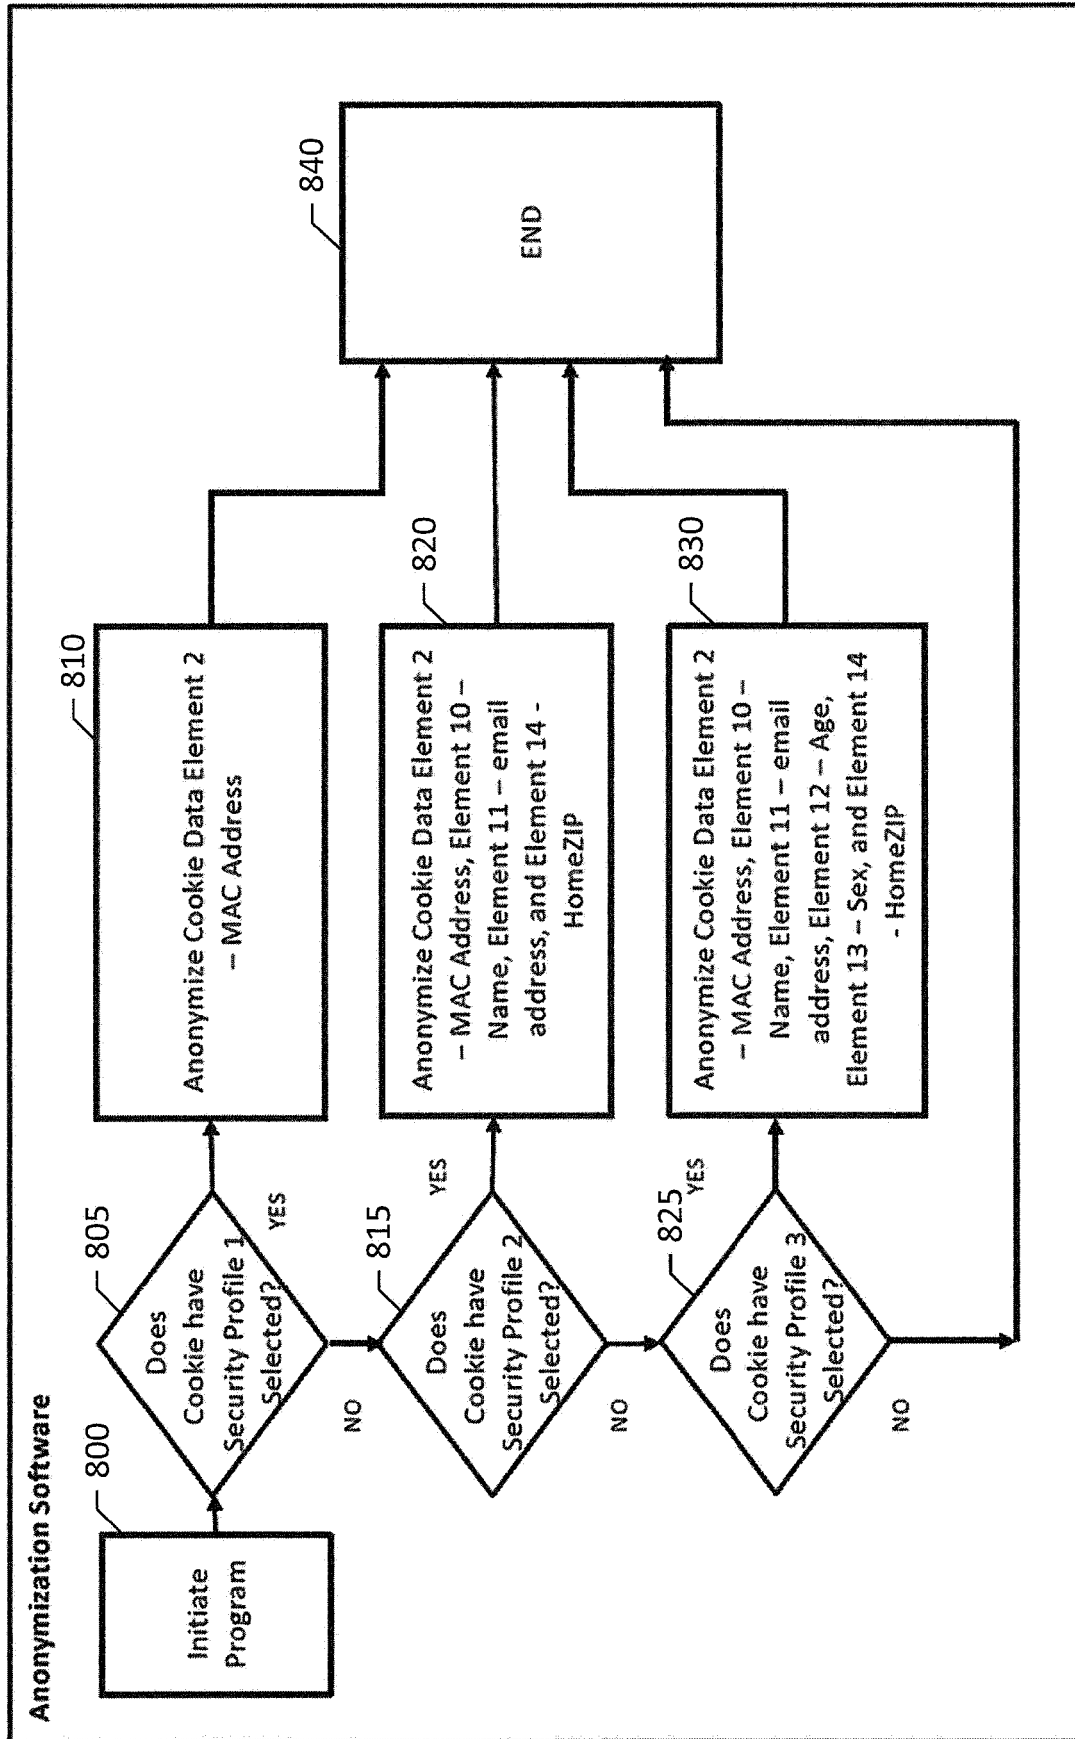 Anonymization Software
800
Initiate
Program
805
Does
Cookie have
Security Profile 1
Selected?
YES
NO
810
Anonymize Cookie Data Element 2
– MAC Address
815
Does
Cookie have
Security Profile 2
Selected?
YES
NO
820
Anonymize Cookie Data Element 2
– MAC Address, Element 10 –
Name, Element 11 – email
address, and Element 14 -
HomeZIP
825
Does
Cookie have
Security Profile 3
Selected?
YES
NO
830
Anonymize Cookie Data Element 2
– MAC Address, Element 10 –
Name, Element 11 – email
address, Element 12 – Age,
Element 13 – Sex, and Element 14
- HomeZIP
840
END